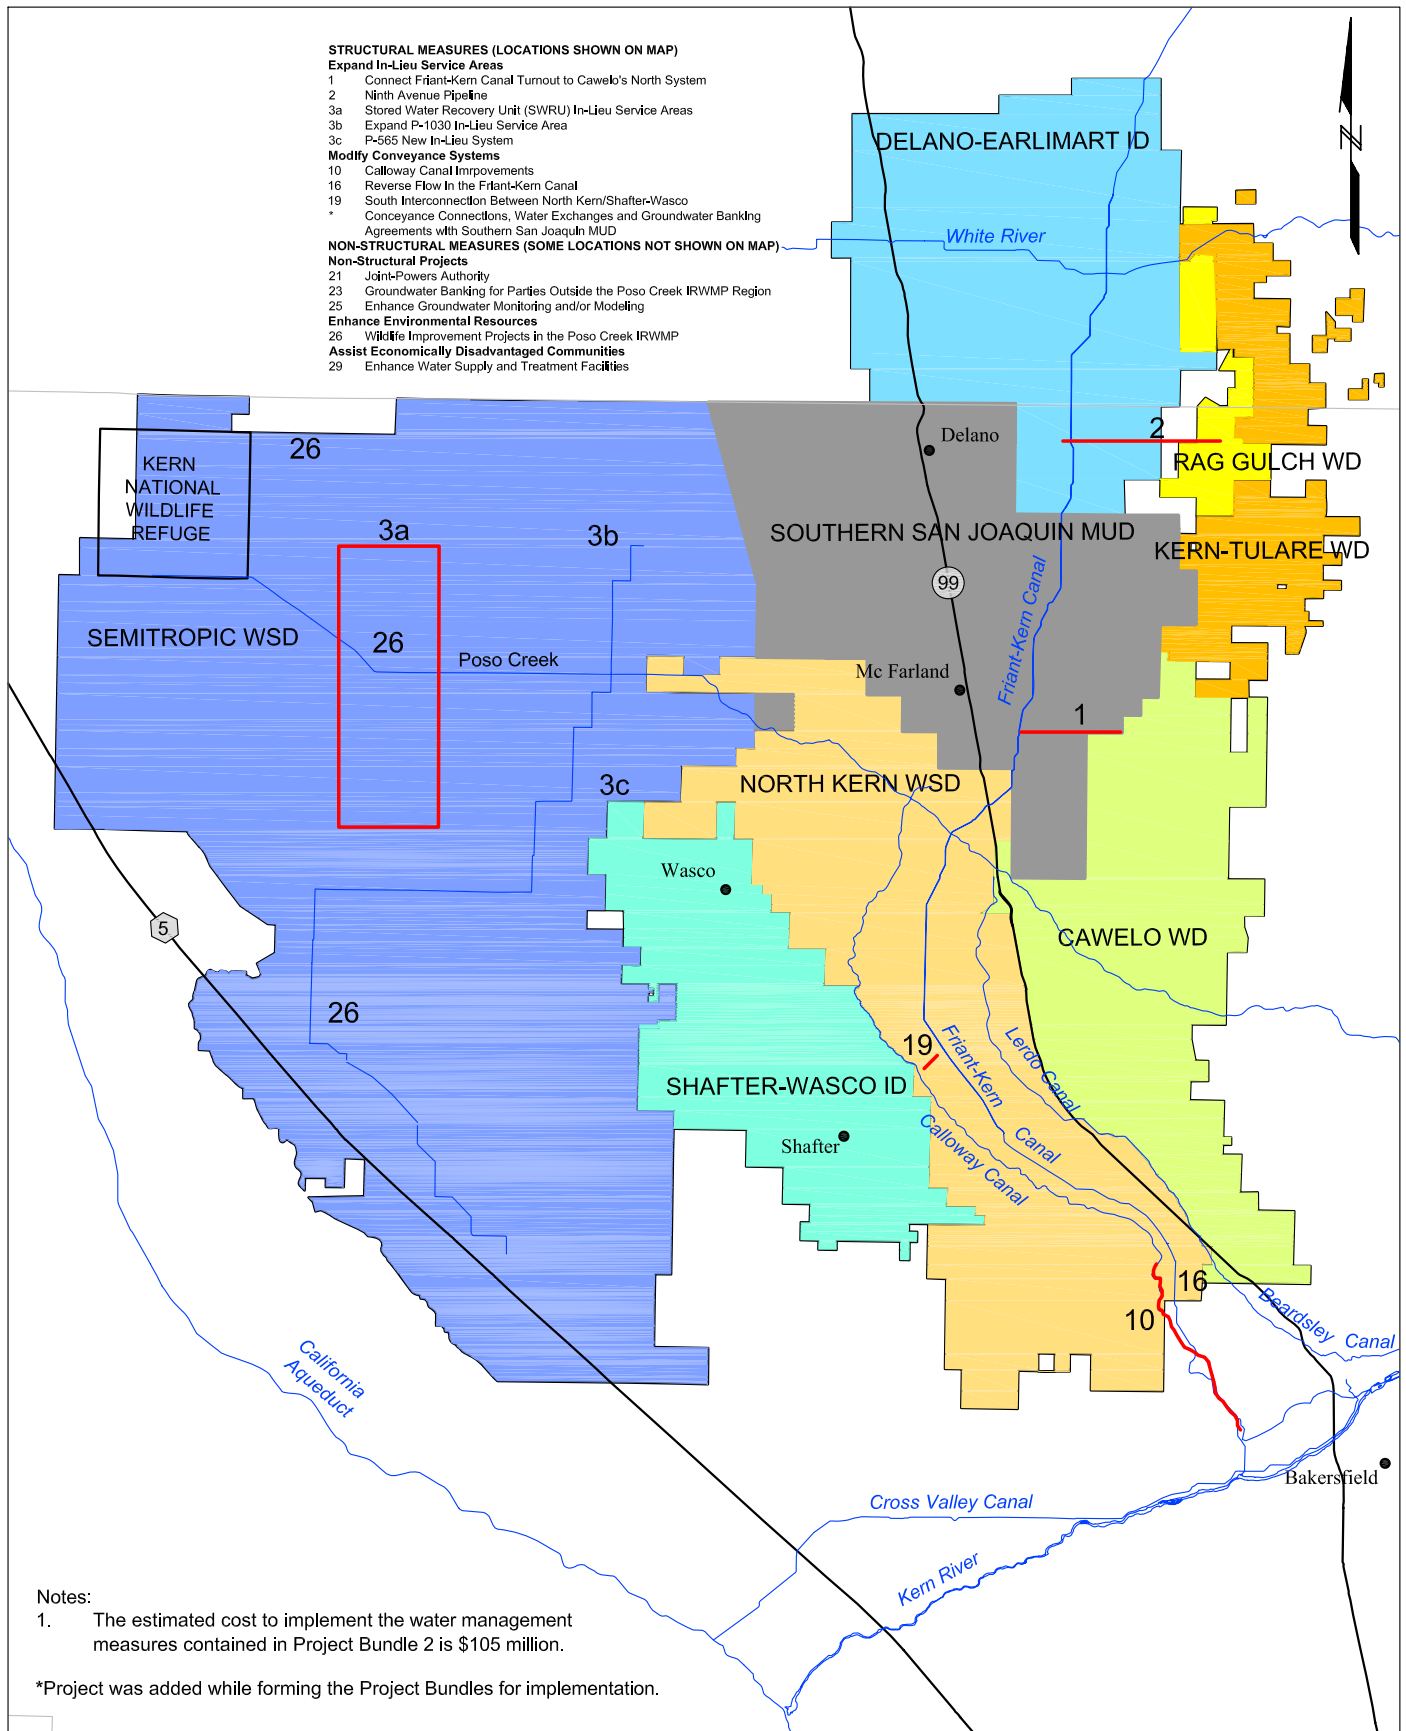 STRUCTURAL MEASURES (LOCATIONS SHOWN ON MAP)
Expand In-Lieu Service Areas
1 Connect Friant-Kern Canal Turnout to Cawelo's North System
2 Ninth Avenue Pipeline
3a Stored Water Recovery Unit (SWRU) In-Lieu Service Areas
3b Expand P-1030 In-Lieu Service Area
3c P-565 New In-Lieu System
Modify Conveyance Systems
10 Calloway Canal Imrpovements
16 Reverse Flow in the Friant-Kern Canal
19 South Interconnection Between North Kern/Shafter-Wasco
* Conceyance Connections, Water Exchanges and Groundwater Banking
Agreements with Southern San Joaquin MUD
NON-STRUCTURAL MEASURES (SOME LOCATIONS NOT SHOWN ON MAP)
Non-Structural Projects
21 Joint-Powers Authority
23 Groundwater Banking for Parties Outside the Poso Creek IRWMP Region
25 Enhance Groundwater Monitoring and/or Modeling
Enhance Environmental Resources
26 Wildlife Improvement Projects in the Poso Creek IRWMP
Assist Economically Disadvantaged Communities
29 Enhance Water Supply and Treatment Facilities
N
DELANO-EARLIMART ID
White River
2
Delano
RAG GULCH WD
26
KERN
NATIONAL
WILDLIFE
REFUGE
3a
3b
SOUTHERN SAN JOAQUIN MUD
KERN-TULARE WD
99
Friant-Kern Canal
SEMITROPIC WSD
26
Poso Creek
Mc Farland
1
3c
NORTH KERN WSD
Wasco
5
CAWELO WD
26
19
Friant-Kern
Canal
Lerdo Canal
SHAFTER-WASCO ID
Calloway Canal
Shafter
16
10
Beardsley
Canal
California
Aqueduct
Bakersfield
Cross Valley Canal
Kern River
Notes:
1. The estimated cost to implement the water management
measures contained in Project Bundle 2 is $105 million.
*Project was added while forming the Project Bundles for implementation.